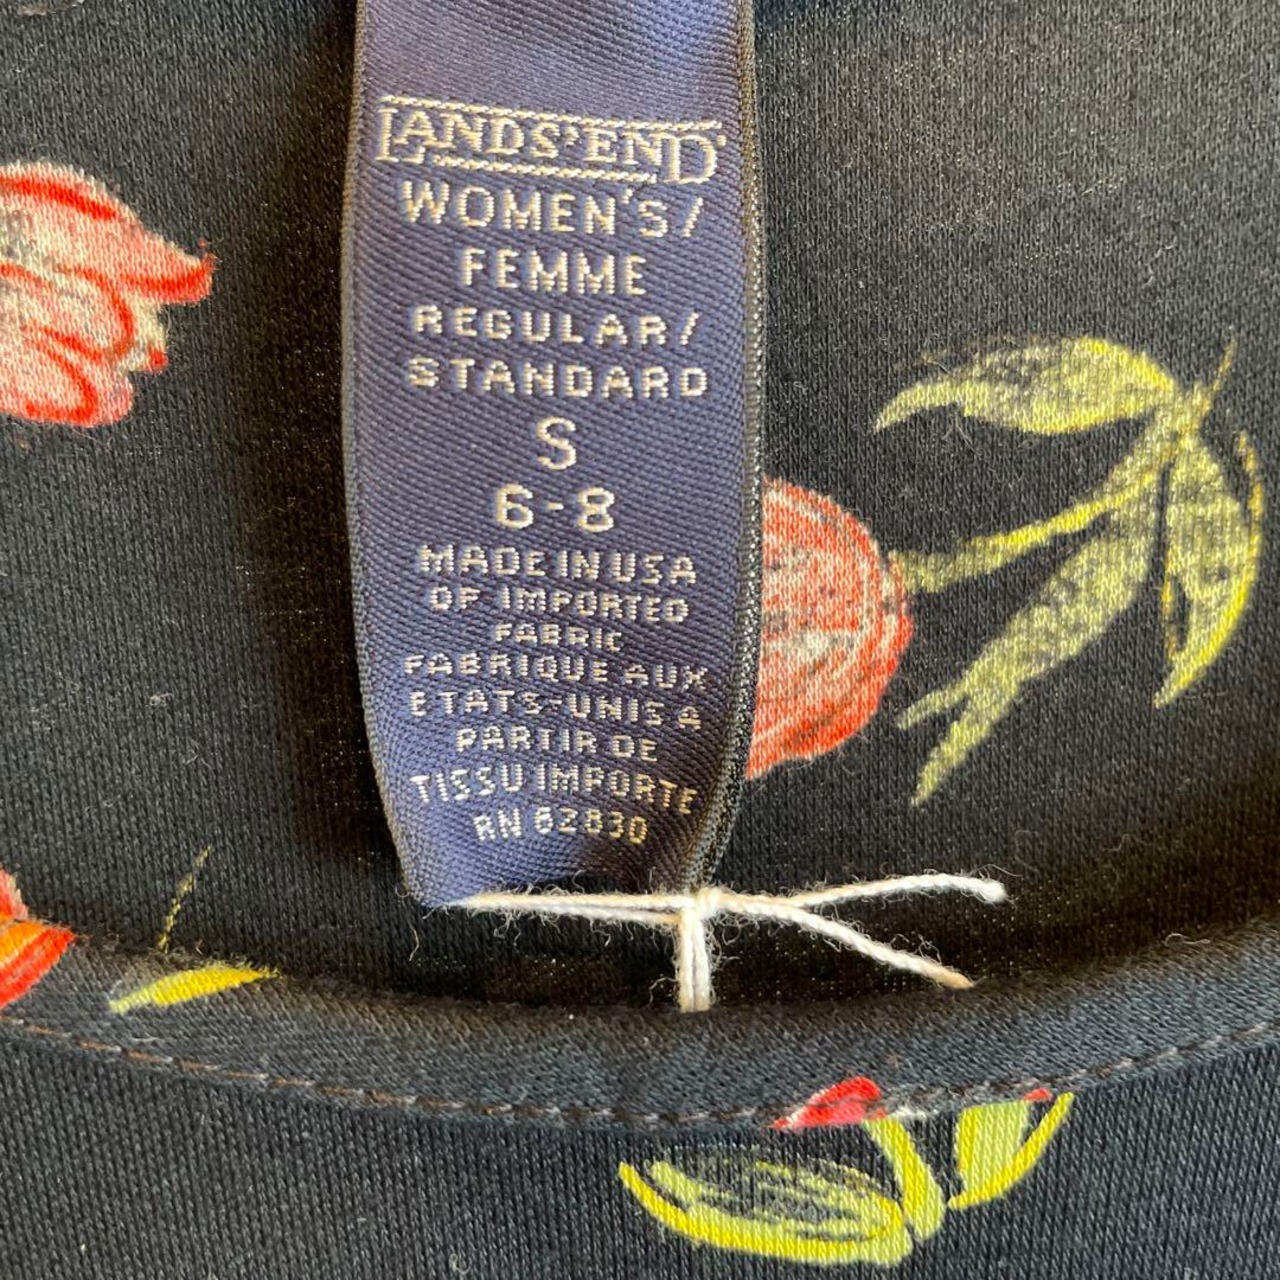 LANDS' END
WOMEN'S/
FEMME
REGULAR/
STANDARD
S
6-8
MADE IN USA
OF IMPORTED
FABRIC
FABRIQUE AUX
ETATS-UNIS A
PARTIR DE
TISSU IMPORTE
RN 62830